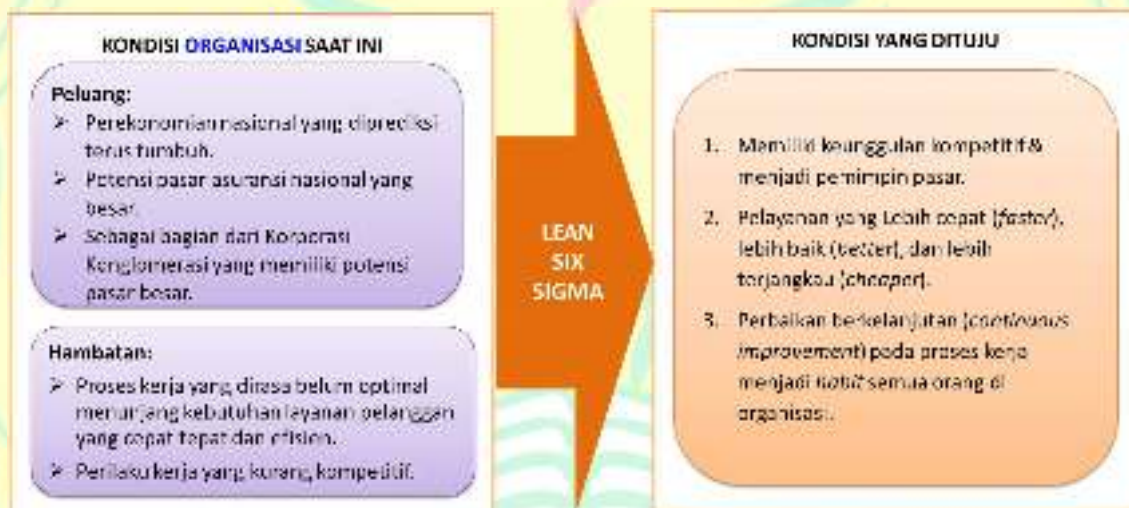 KONDISI ORGANISASI SAAT INI
Peluang:
➢ Perekonomian nasional yang diprediksi
terus tumbuh.
➢ Potensi pasar asuransi nasional yang
besar.
➢ Sebagai bagian dari Korporasi
Konglomerasi yang memiliki potensi
pasar besar.
Hambatan:
➢ Proses kerja yang dirasa belum optimal
menunjang kebutuhan layanan pelanggan
yang cepat tepat dan efisien.
➢ Perilaku kerja yang kurang kompetitif.
LEAN
SIX
SIGMA
KONDISI YANG DITUJU
1. Memiliki keunggulan kompetitif &
menjadi pemimpin pasar.
2. Pelayanan yang Lebih cepat (faster),
lebih baik (better), dan lebih
terjangkau (cheaper).
3. Perbaikan berkelanjutan (continuous
improvement) pada proses kerja
menjadi habit semua orang di
organisasi.